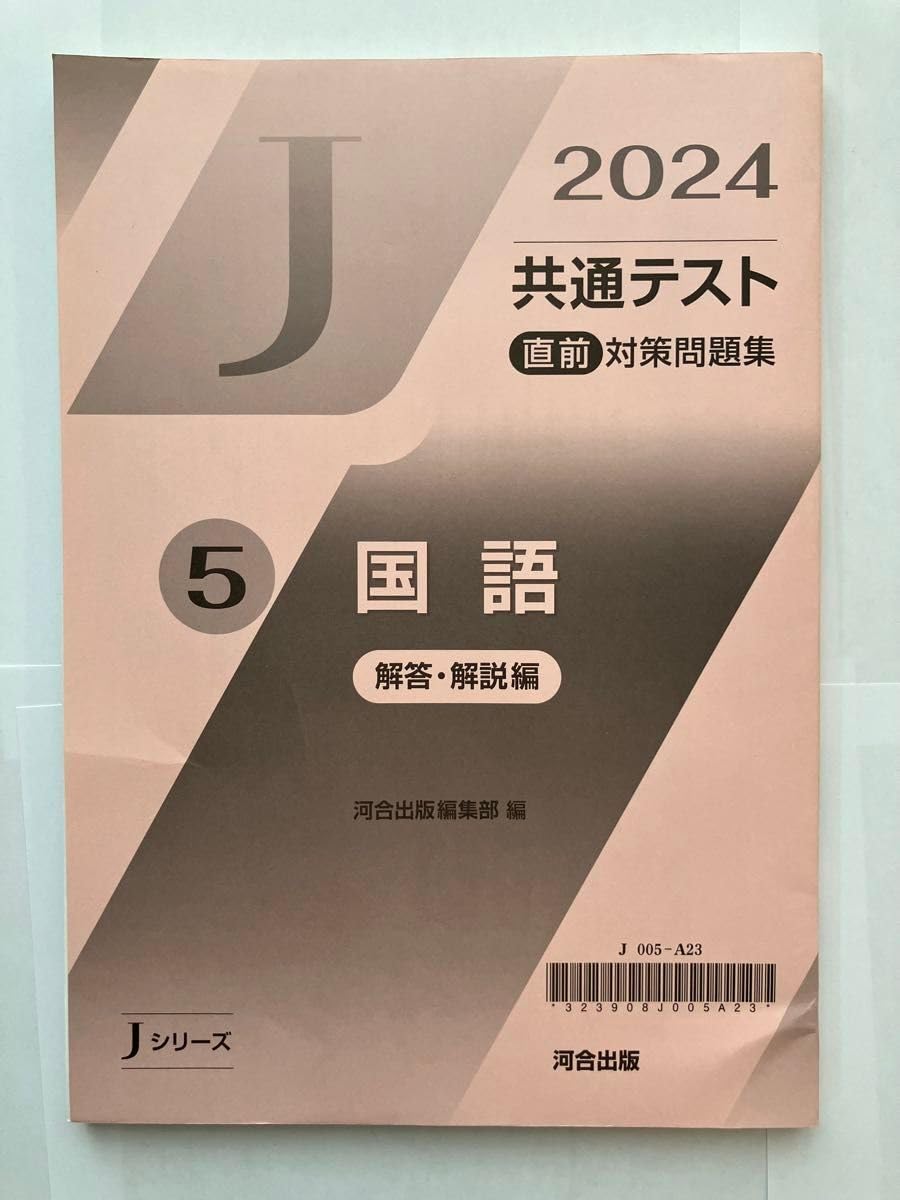 J
2024
共通テスト
直前 対策問題集
5 国語
解答・解説編
河合出版編集部 編
J 005-A23
*323908J005A23*
Jシリーズ
河合出版